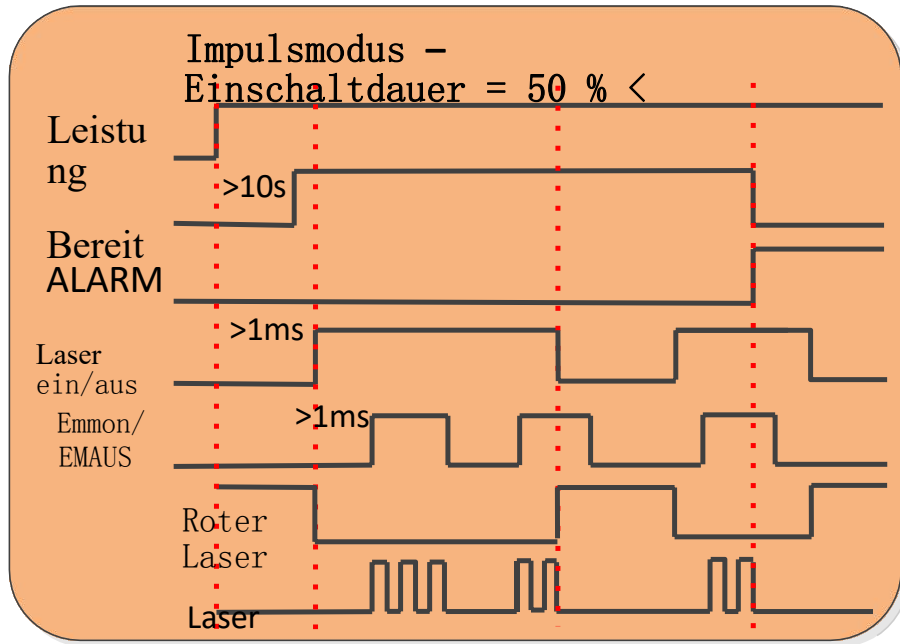 Impulsmodus –
Einschaltdauer = 50 % <
Leistu
ng
>10s
Bereit
ALARM
>1ms
Laser
ein/aus
>1ms
Emmon/
EMAUS
Roter
Laser
Laser